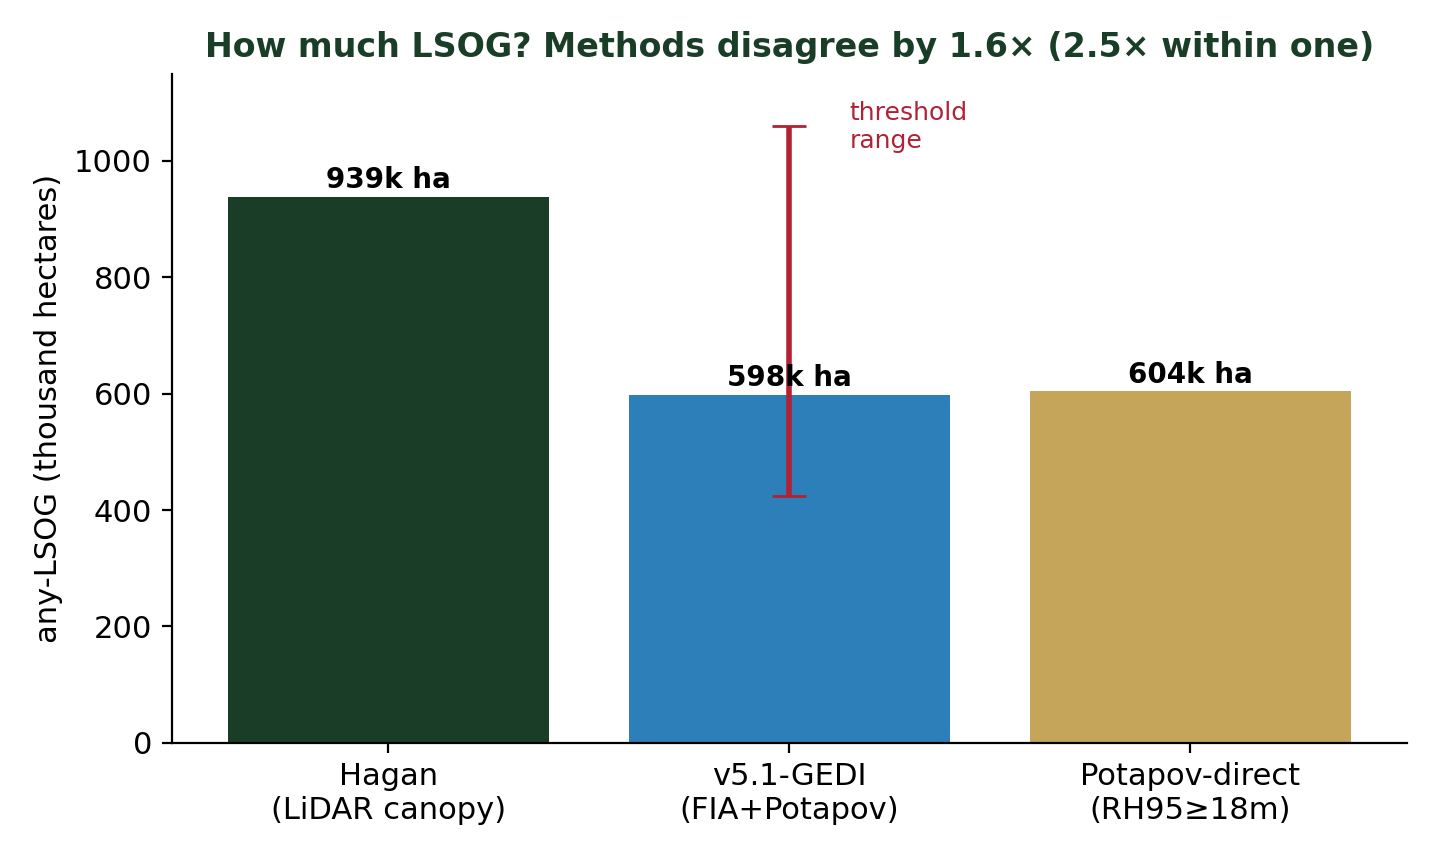 How much LSOG? Methods disagree by 1.6× (2.5× within one)
threshold
range
939k ha
598k ha
604k ha
any-LSOG (thousand hectares)
1000
800
600
400
200
0
Hagan
(LiDAR canopy)
v5.1-GEDI
(FIA+Potapov)
Potapov-direct
(RH95≥18m)